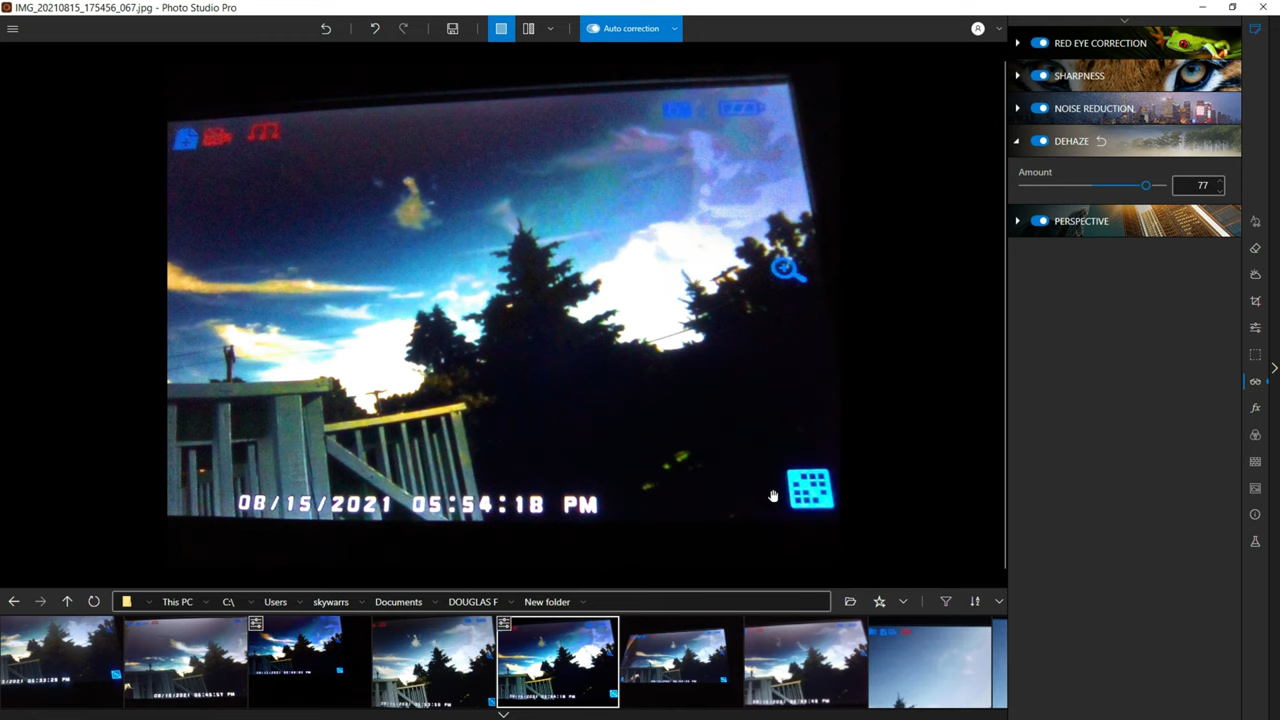 IMG_20210815_175456_067.jpg - Photo Studio Pro
Auto correction
RED EYE CORRECTION
SHARPNESS
NOISE REDUCTION
DEHAZE
Amount
77
PERSPECTIVE
08/15/2021 05:54:18 PM
This PC C:\ Users skywarrs Documents DOUGLAS F New folder